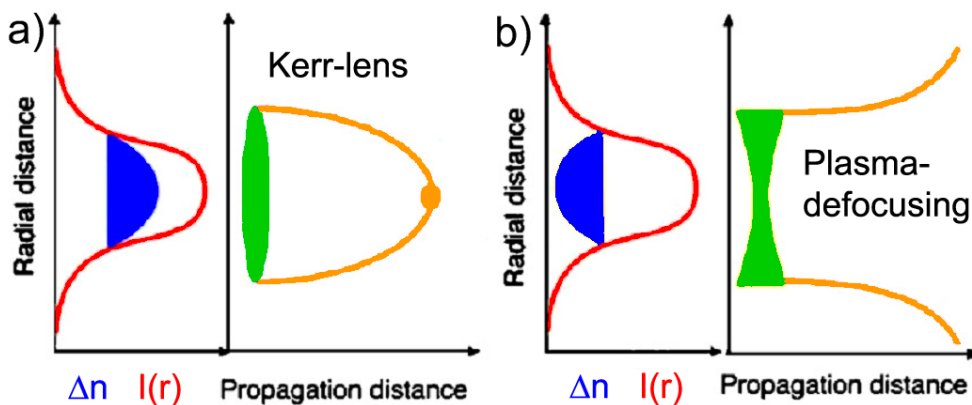 a)
Kerr-lens
Radial distance
Δn I(r)
Propagation distance
b)
Plasma-
defocusing
Radial distance
Δn I(r)
Propagation distance